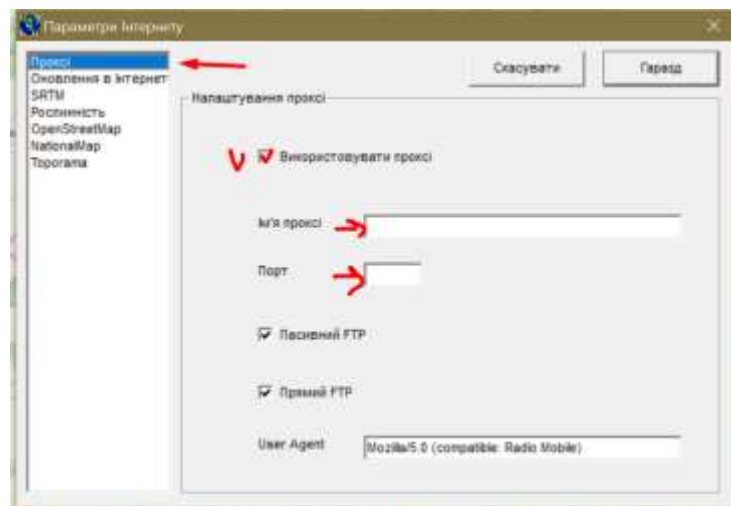 Параметри Інтернету
Проксі
Оновлення в Інтернет
SRTM
Рослинність
OpenStreetMap
NationalMap
Toporama
Скасувати
Гаразд
Налаштування проксі
Використовувати проксі
Ім'я проксі
Порт
Пасивний FTP
Прямий FTP
User Agent
Mozilla/5.0 (compatible: Radio Mobile)